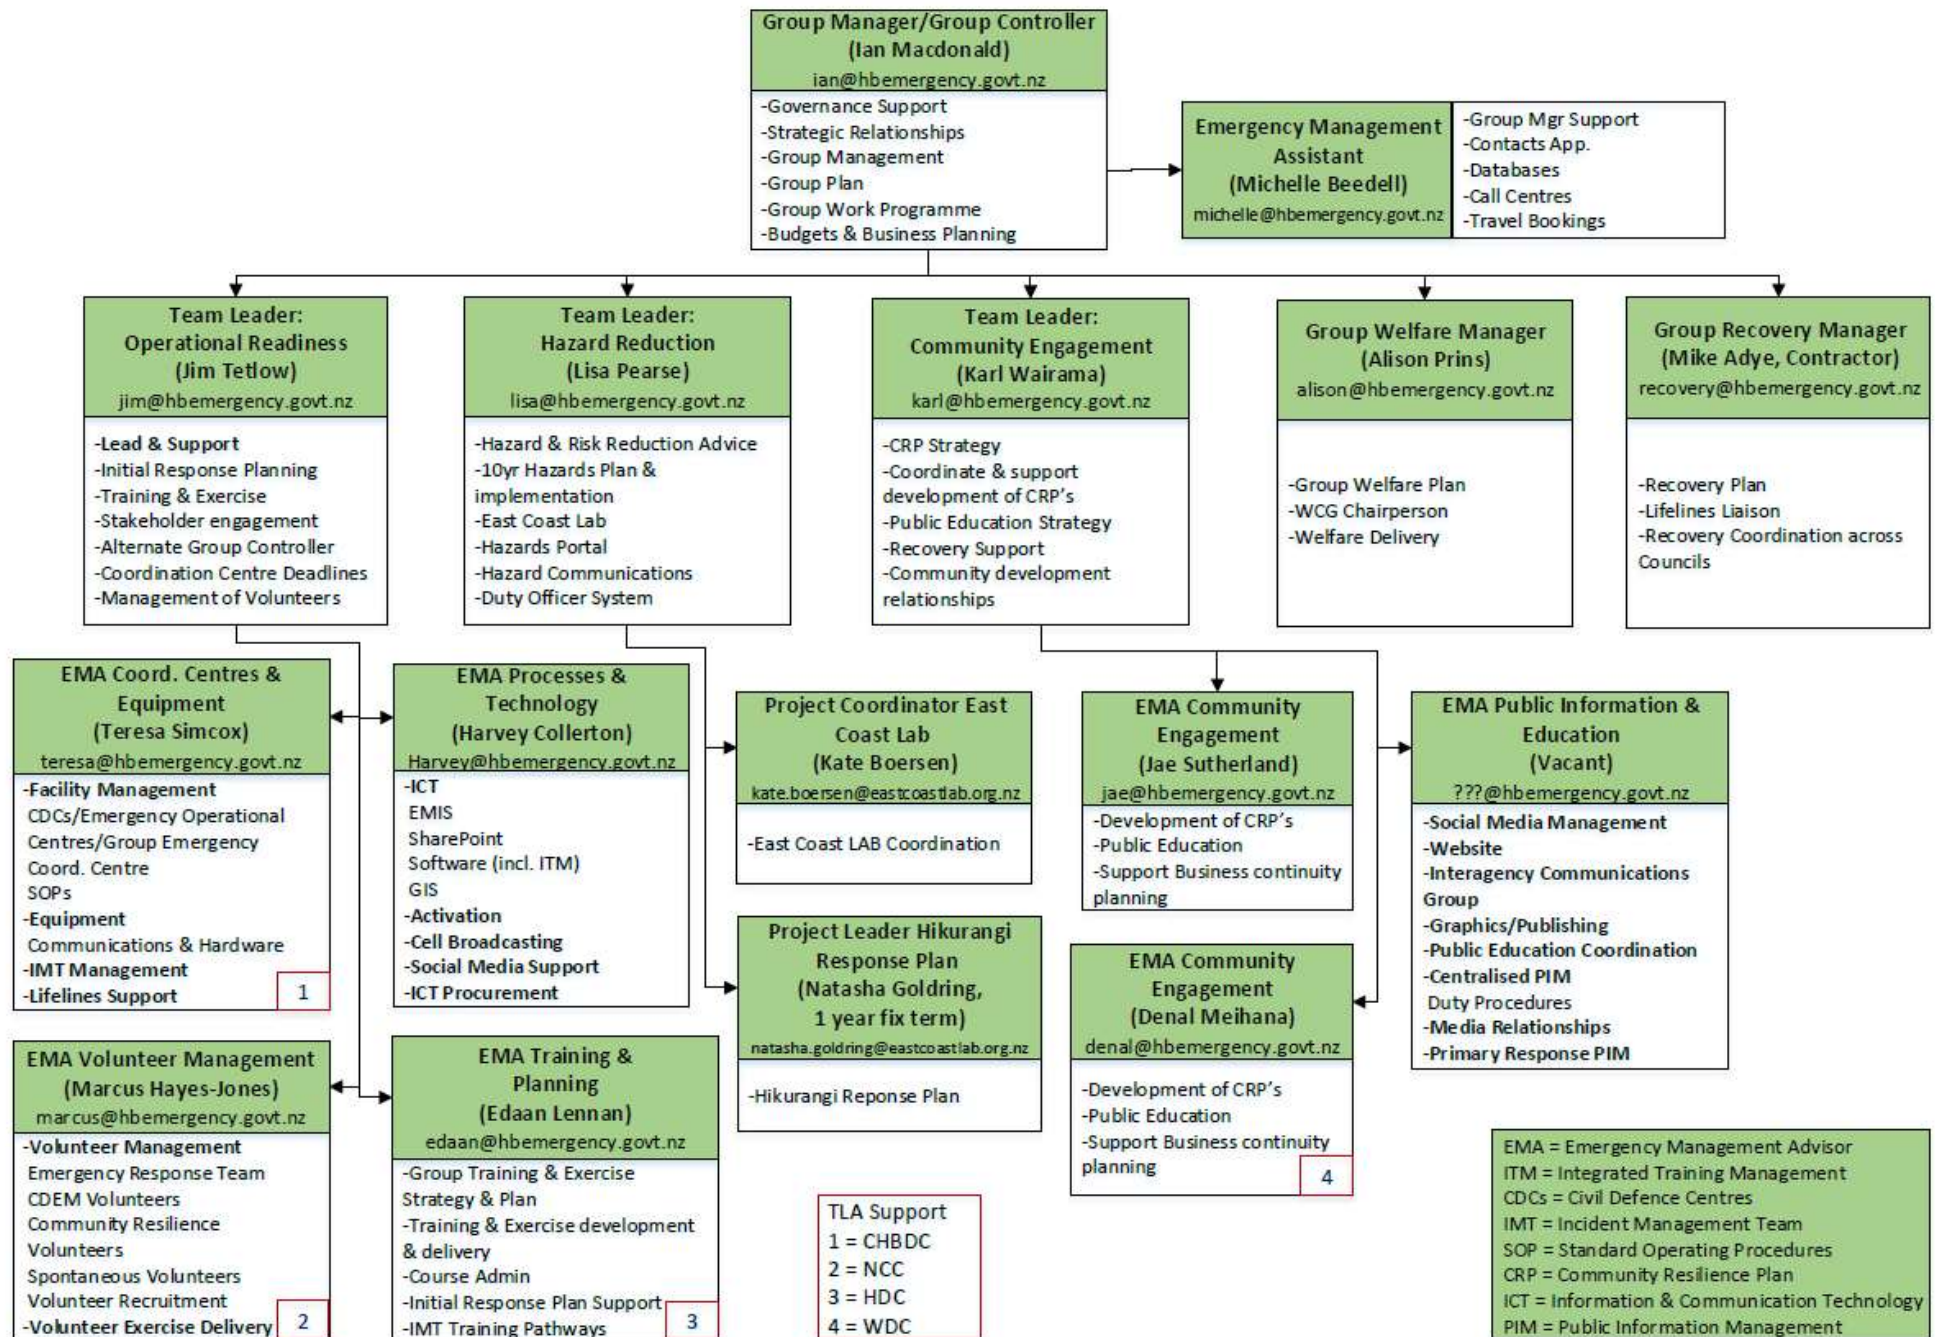 Group Manager/Group Controller
(Ian Macdonald)
ian@hbemergency.govt.nz
-Governance Support
-Strategic Relationships
-Group Management
-Group Plan
-Group Work Programme
-Budgets & Business Planning
Emergency Management
Assistant
(Michelle Beedell)
michelle@hbemergency.govt.nz
-Group Mgr Support
-Contacts App.
-Databases
-Call Centres
-Travel Bookings
Team Leader:
Operational Readiness
(Jim Tetlow)
jim@hbemergency.govt.nz
-Lead & Support
-Initial Response Planning
-Training & Exercise
-Stakeholder engagement
-Alternate Group Controller
-Coordination Centre Deadlines
-Management of Volunteers
Team Leader:
Hazard Reduction
(Lisa Pearse)
lisa@hbemergency.govt.nz
-Hazard & Risk Reduction Advice
-10yr Hazards Plan &
implementation
-East Coast Lab
-Hazards Portal
-Hazard Communications
-Duty Officer System
Team Leader:
Community Engagement
(Karl Wairama)
karl@hbemergency.govt.nz
-CRP Strategy
-Coordinate & support
development of CRP's
-Public Education Strategy
-Recovery Support
-Community development
relationships
Group Welfare Manager
(Alison Prins)
alison@hbemergency.govt.nz
-Group Welfare Plan
-WCG Chairperson
-Welfare Delivery
Group Recovery Manager
(Mike Adye, Contractor)
recovery@hbemergency.govt.nz
-Recovery Plan
-Lifelines Liaison
-Recovery Coordination across
Councils
EMA Coord. Centres &
Equipment
(Teresa Simcox)
teresa@hbemergency.govt.nz
-Facility Management
CDCs/Emergency Operational
Centres/Group Emergency
Coord. Centre
SOPs
-Equipment
Communications & Hardware
-IMT Management
-Lifelines Support
1
EMA Processes &
Technology
(Harvey Collerton)
Harvey@hbemergency.govt.nz
-ICT
EMIS
SharePoint
Software (incl. ITM)
GIS
-Activation
-Cell Broadcasting
-Social Media Support
-ICT Procurement
Project Coordinator East
Coast Lab
(Kate Boersen)
kate.boersen@eastcoastlab.org.nz
-East Coast LAB Coordination
EMA Community
Engagement
(Jae Sutherland)
jae@hbemergency.govt.nz
-Development of CRP's
-Public Education
-Support Business continuity
planning
EMA Public Information &
Education
(Vacant)
???@hbemergency.govt.nz
-Social Media Management
-Website
-Interagency Communications
Group
-Graphics/Publishing
-Public Education Coordination
-Centralised PIM
Duty Procedures
-Media Relationships
-Primary Response PIM
Project Leader Hikurangi
Response Plan
(Natasha Goldring,
1 year fix term)
natasha.goldring@eastcoastlab.org.nz
-Hikurangi Reponse Plan
EMA Community
Engagement
(Denal Meihana)
denal@hbemergency.govt.nz
-Development of CRP's
-Public Education
-Support Business continuity
planning
4
EMA Volunteer Management
(Marcus Hayes-Jones)
marcus@hbemergency.govt.nz
-Volunteer Management
Emergency Response Team
CDEM Volunteers
Community Resilience
Volunteers
Spontaneous Volunteers
Volunteer Recruitment
-Volunteer Exercise Delivery
2
EMA Training &
Planning
(Edaan Lennan)
edaan@hbemergency.govt.nz
-Group Training & Exercise
Strategy & Plan
-Training & Exercise development
& delivery
-Course Admin
-Initial Response Plan Support
-IMT Training Pathways
3
TLA Support
1 = CHBDC
2 = NCC
3 = HDC
4 = WDC
EMA = Emergency Management Advisor
ITM = Integrated Training Management
CDCs = Civil Defence Centres
IMT = Incident Management Team
SOP = Standard Operating Procedures
CRP = Community Resilience Plan
ICT = Information & Communication Technology
PIM = Public Information Management